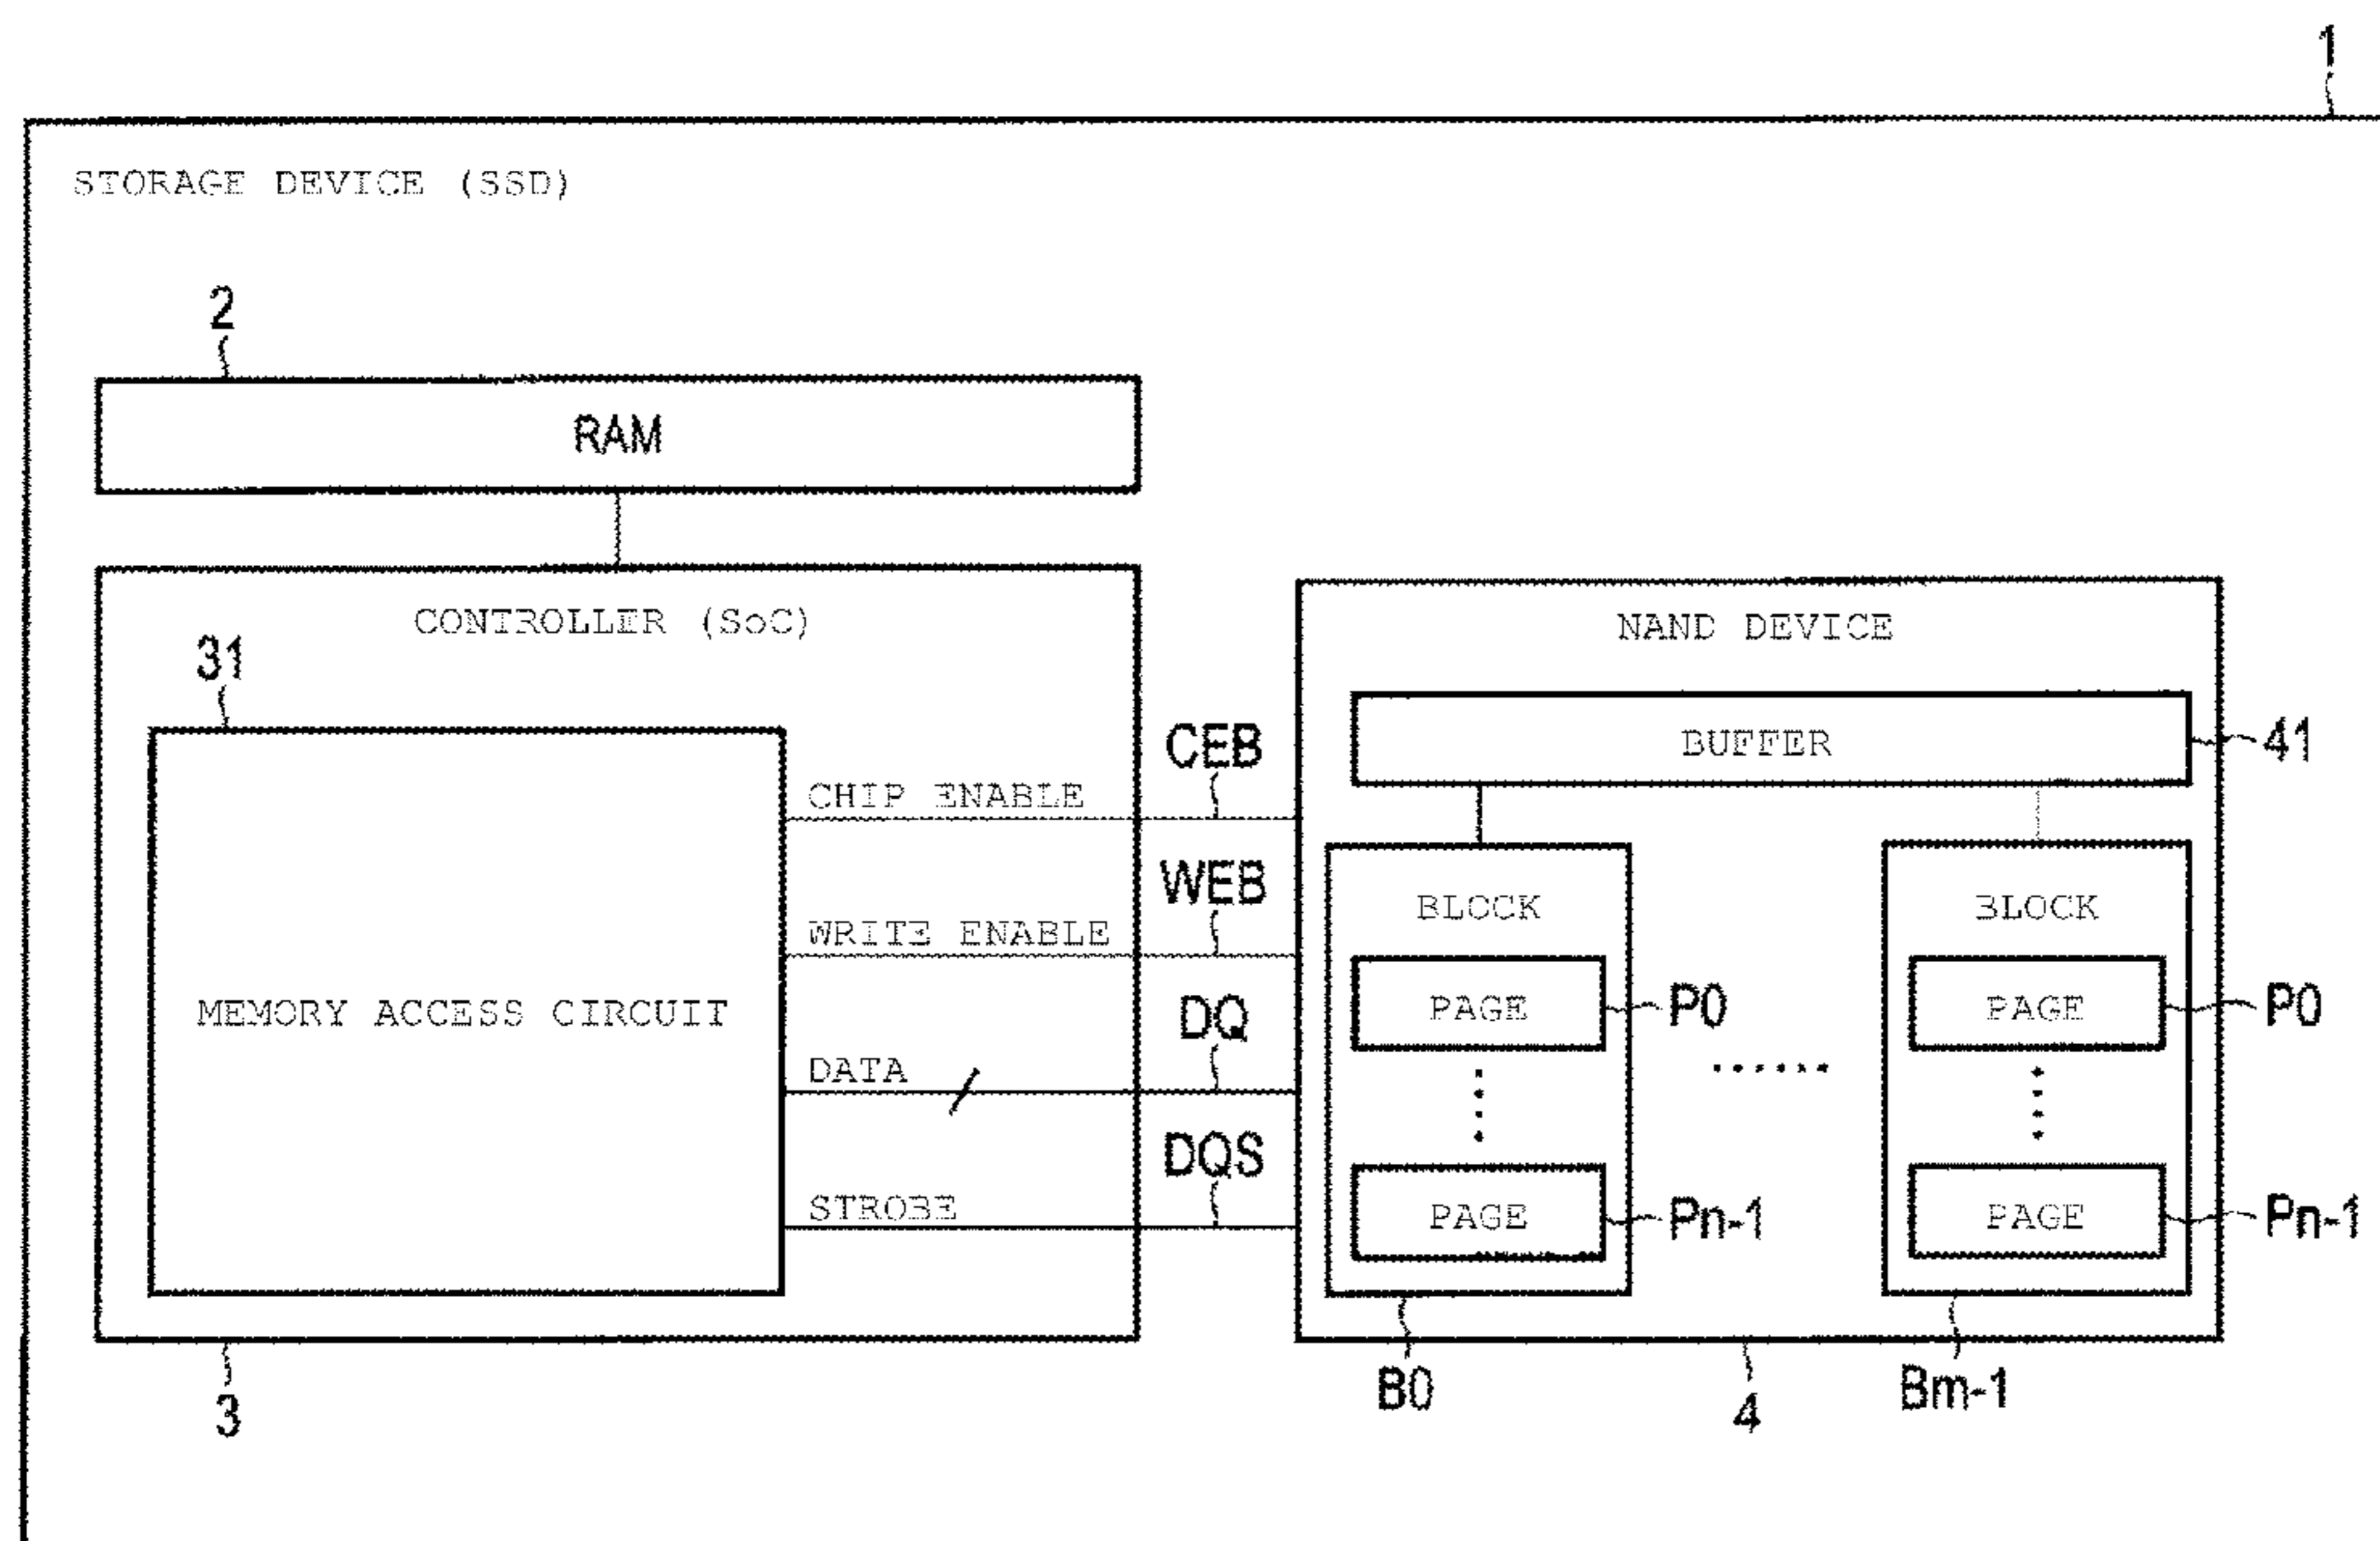 1
STORAGE DEVICE (SSD)
2
RAM
CONTROLLER (SoC)
NAND DEVICE
31
BUFFER
41
CEB
CHIP ENABLE
WEB
WRITE ENABLE
BLOCK
BLOCK
MEMORY ACCESS CIRCUIT
DQ
PAGE
P0
PAGE
P0
DATA
DQS
STROBE
PAGE
Pn-1
PAGE
Pn-1
3
B0
4
Bm-1